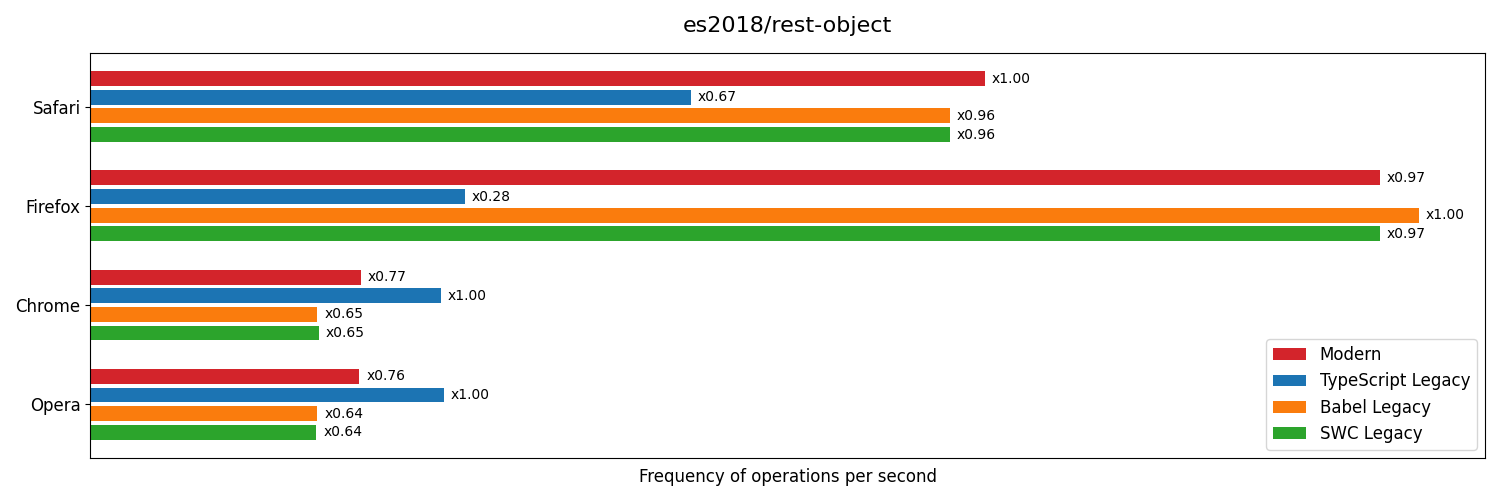 es2018/rest-object
Safari
x1.00
x0.67
x0.96
x0.96
Firefox
x0.97
x0.28
x1.00
x0.97
Chrome
x0.77
x1.00
x0.65
x0.65
Opera
x0.76
x1.00
x0.64
x0.64
Modern
TypeScript Legacy
Babel Legacy
SWC Legacy
Frequency of operations per second